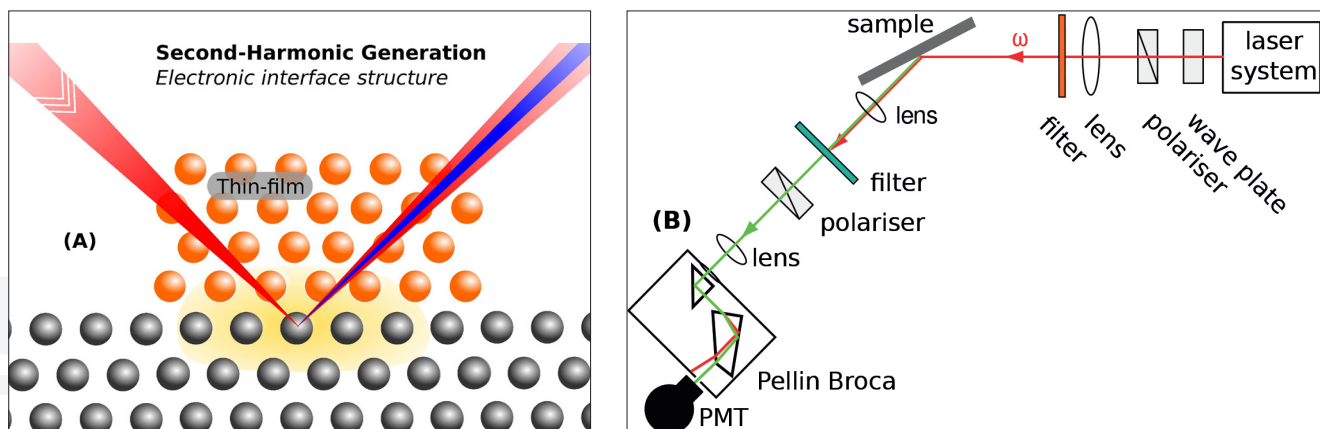 Second-Harmonic Generation
Electronic interface structure
Thin-film
(A)
sample
ω
laser
system
lens
filter
lens
polariser
wave plate
filter
polariser
(B)
lens
Pellin Broca
PMT